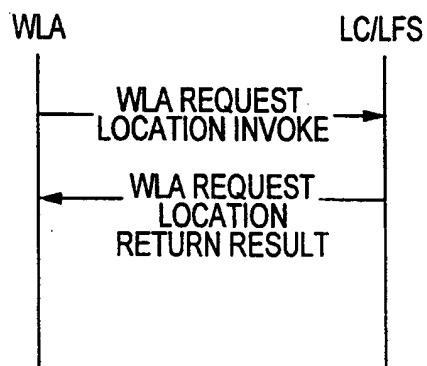 WLA
LC/LFS
WLA REQUEST
LOCATION INVOKE
WLA REQUEST
LOCATION
RETURN RESULT